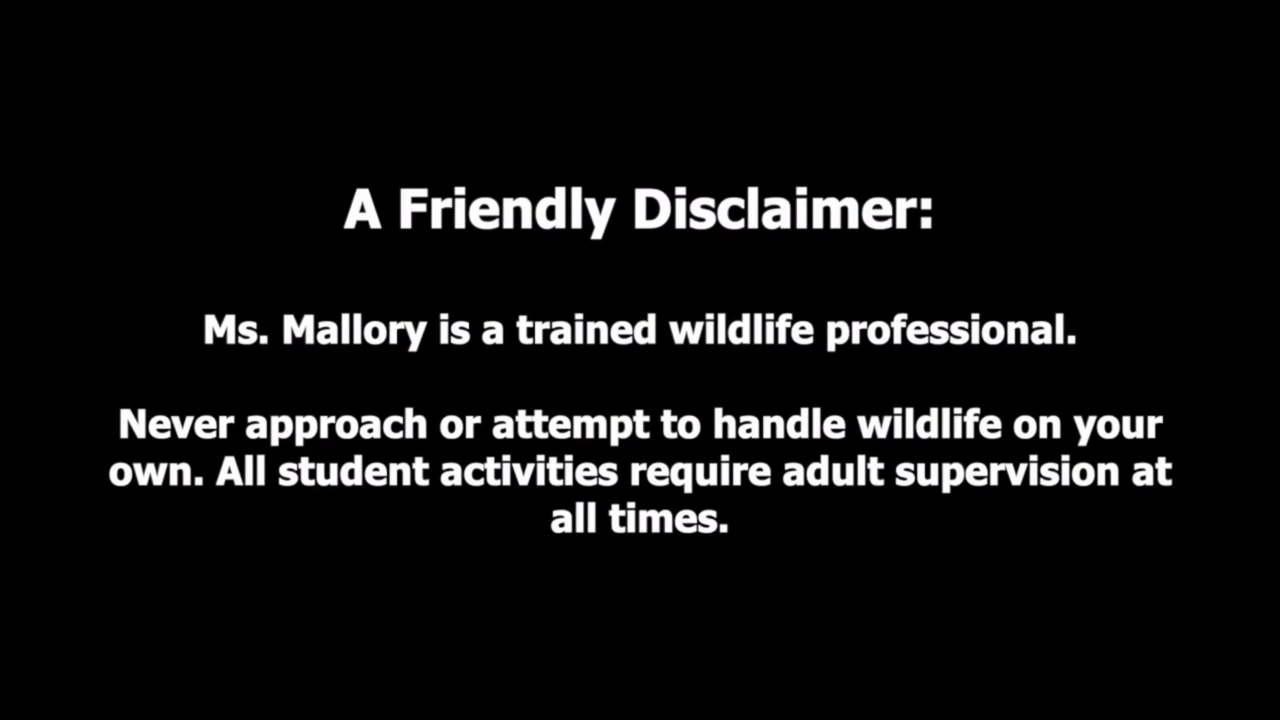 A Friendly Disclaimer:
Ms. Mallory is a trained wildlife professional.
Never approach or attempt to handle wildlife on your
own. All student activities require adult supervision at
all times.